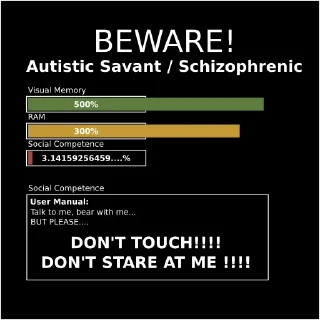 BEWARE!
Autistic Savant / Schizophrenic
Visual Memory
500%
RAM
300%
Social Competence
3.14159256459....%
Social Competence
User Manual:
Talk to me, bear with me...
BUT PLEASE....
DON'T TOUCH!!!!
DON'T STARE AT ME !!!!